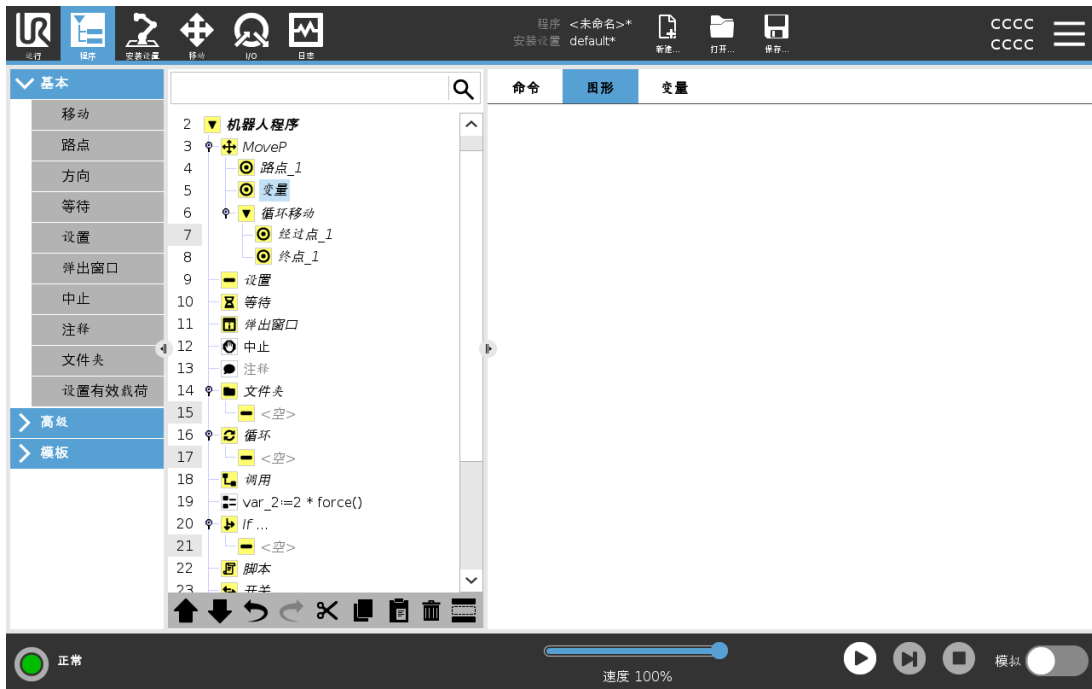 UR
运行
程序
安装设置
移动
I/O
日志
程序 <未命名>*
安装设置 default*
新建...
打开...
保存...
CCCC
CCCC
基本
移动
路点
方向
等待
设置
弹出窗口
中止
注释
文件夹
设置有效载荷
高级
模板
2 机器人程序
3 MoveP
4 路点_1
5 变量
6 循环移动
7 经过点_1
8 终点_1
9 设置
10 等待
11 弹出窗口
12 中止
13 注释
14 文件夹
15 <空>
16 循环
17 <空>
18 调用
19 var_2:=2 * force()
20 If ...
21 <空>
22 脚本
23 开关
命令
图形
变量
正常
速度 100%
模拟